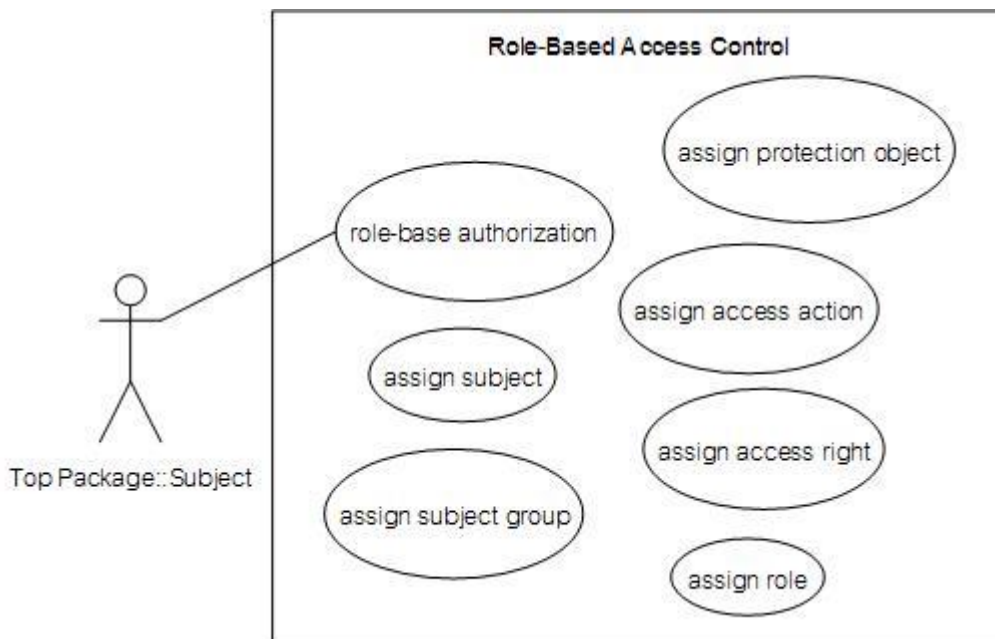 Role-Based Access Control
assign protection object
role-base authorization
assign access action
assign subject
assign access right
Top Package::Subject
assign subject group
assign role